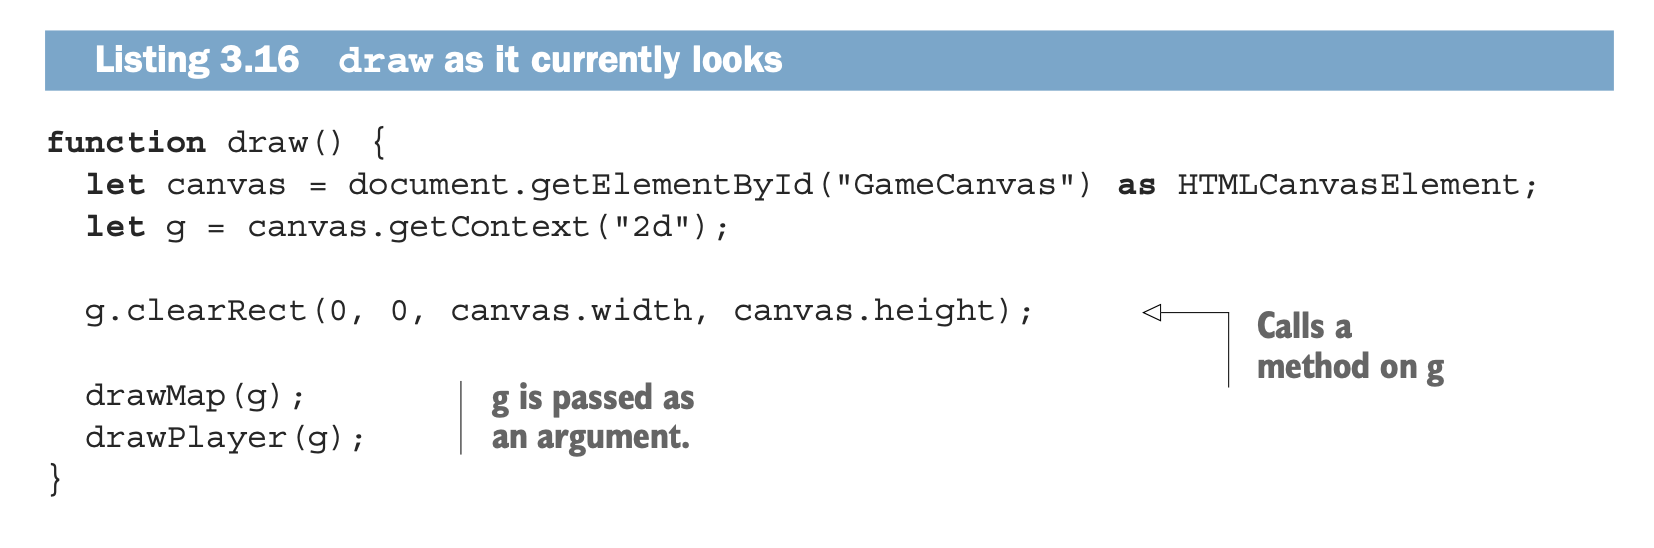 Listing 3.16 draw as it currently looks
function draw() {
let canvas = document.getElementById("GameCanvas") as HTMLCanvasElement;
let g = canvas.getContext("2d");
g.clearRect(0, 0, canvas.width, canvas.height);
Calls a
method on g
drawMap(g);
drawPlayer(g);
g is passed as
an argument.
}